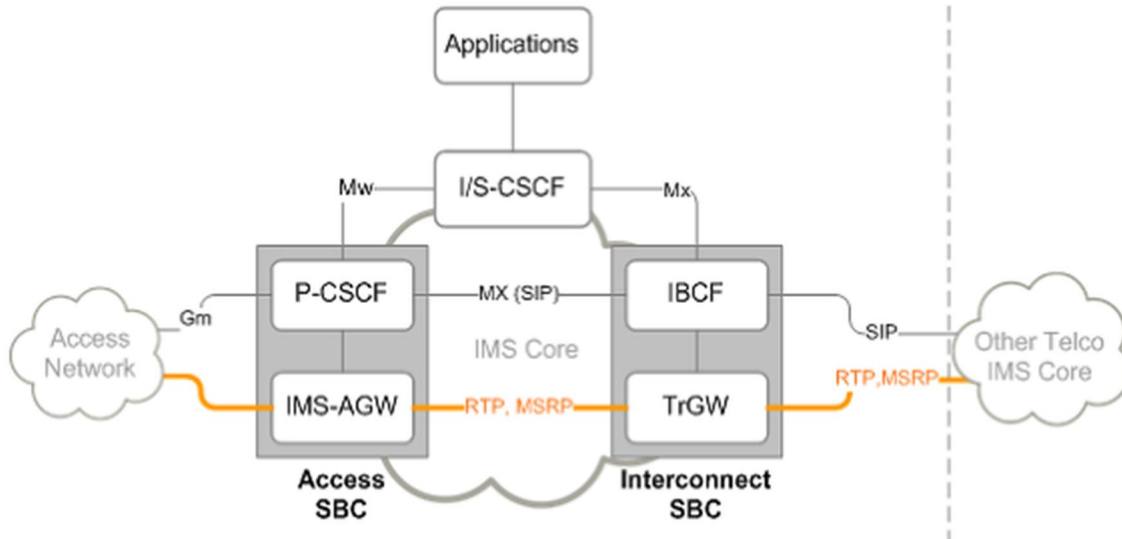 Applications
I/S-CSCF
Mw
Mx
P-CSCF
MX (SIP)
IBCF
Gm
SIP
Access
Network
IMS Core
Other Telco
IMS Core
IMS-AGW
RTP, MSRP
TrGW
RTP,MSRP
Access
SBC
Interconnect
SBC